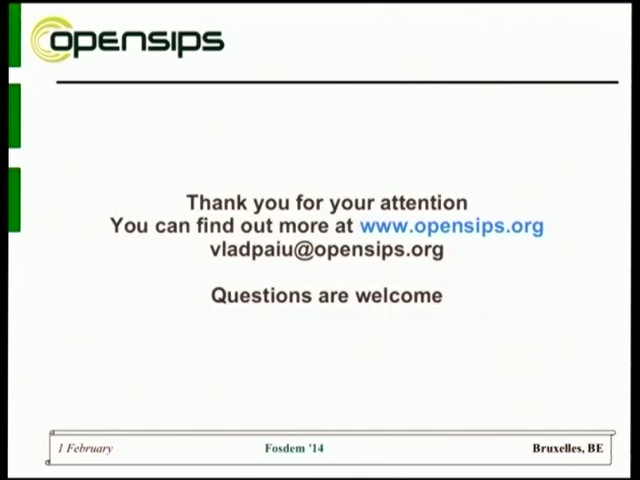 opensips
Thank you for your attention
You can find out more at www.opensips.org
vladpaiu@opensips.org
Questions are welcome
1 February Fosdem '14 Bruxelles, BE